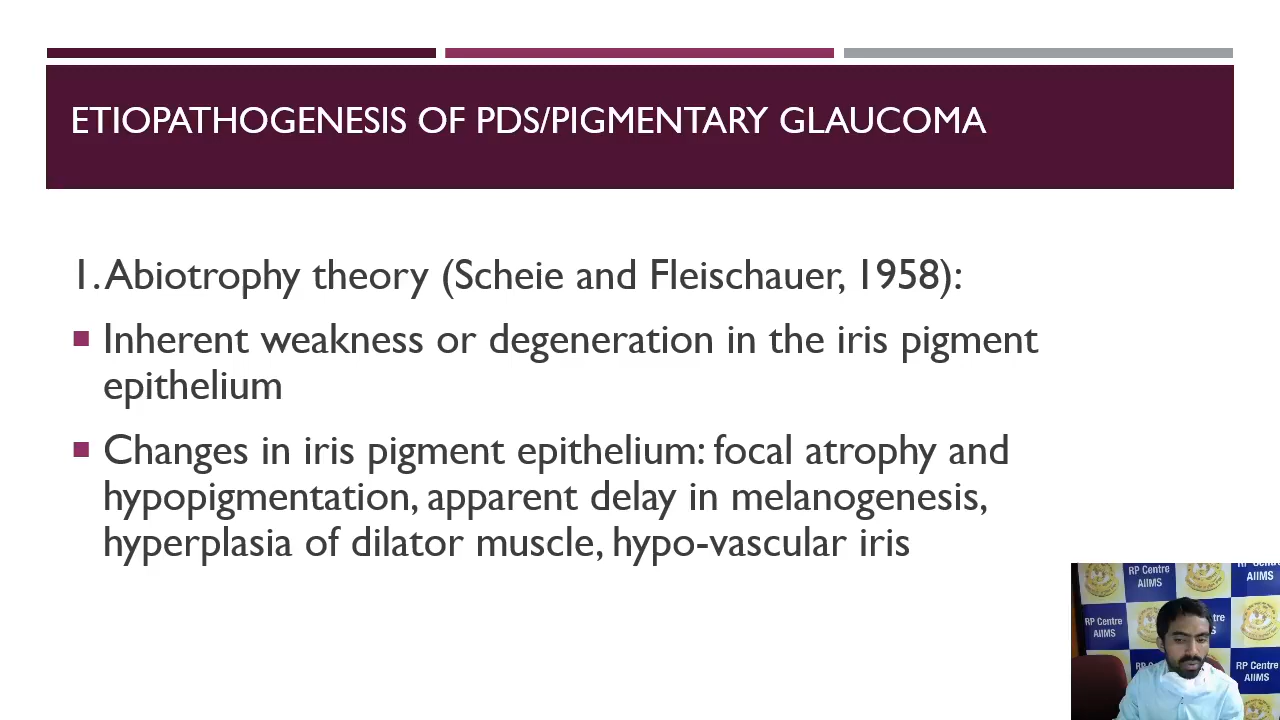 ETIOPATHOGENESIS OF PDS/PIGMENTARY GLAUCOMA
1. Abiotrophy theory (Scheie and Fleischauer, 1958):
Inherent weakness or degeneration in the iris pigment
epithelium
Changes in iris pigment epithelium: focal atrophy and
hypopigmentation, apparent delay in melanogenesis,
hyperplasia of dilator muscle, hypo-vascular iris
RP Centre
AIIMS
AIIMS
RP Centre
AIIMS
RP Centre
AIIMS